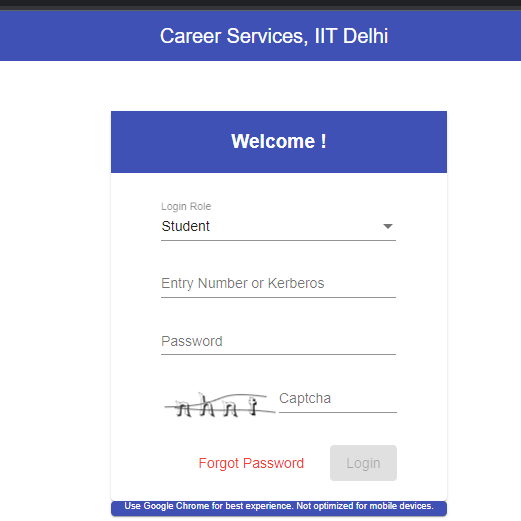 Career Services, IIT Delhi
Welcome !
Login Role
Student
Entry Number or Kerberos
Password
Captcha
Forgot Password
Login
Use Google Chrome for best experience. Not optimized for mobile devices.